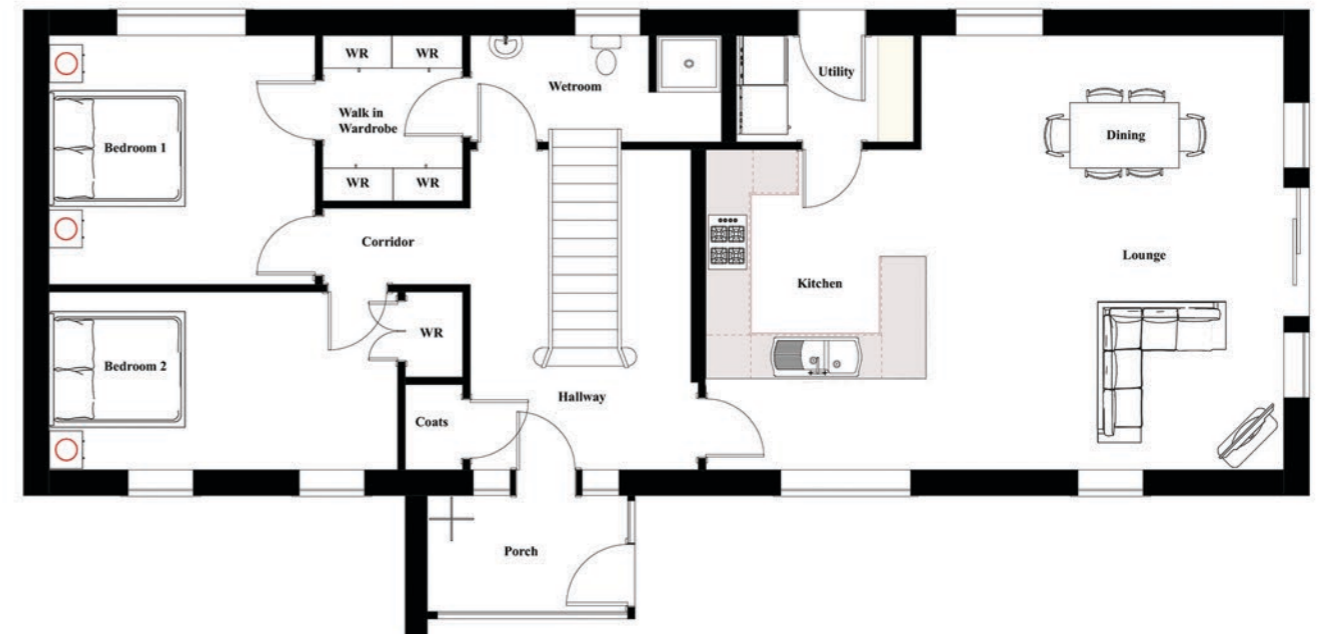 WR
WR
Walk in
Wardrobe
WR
WR
Bedroom 1
Wetroom
Utility
Dining
Corridor
Lounge
Kitchen
WR
Bedroom 2
Hallway
Coats
Porch